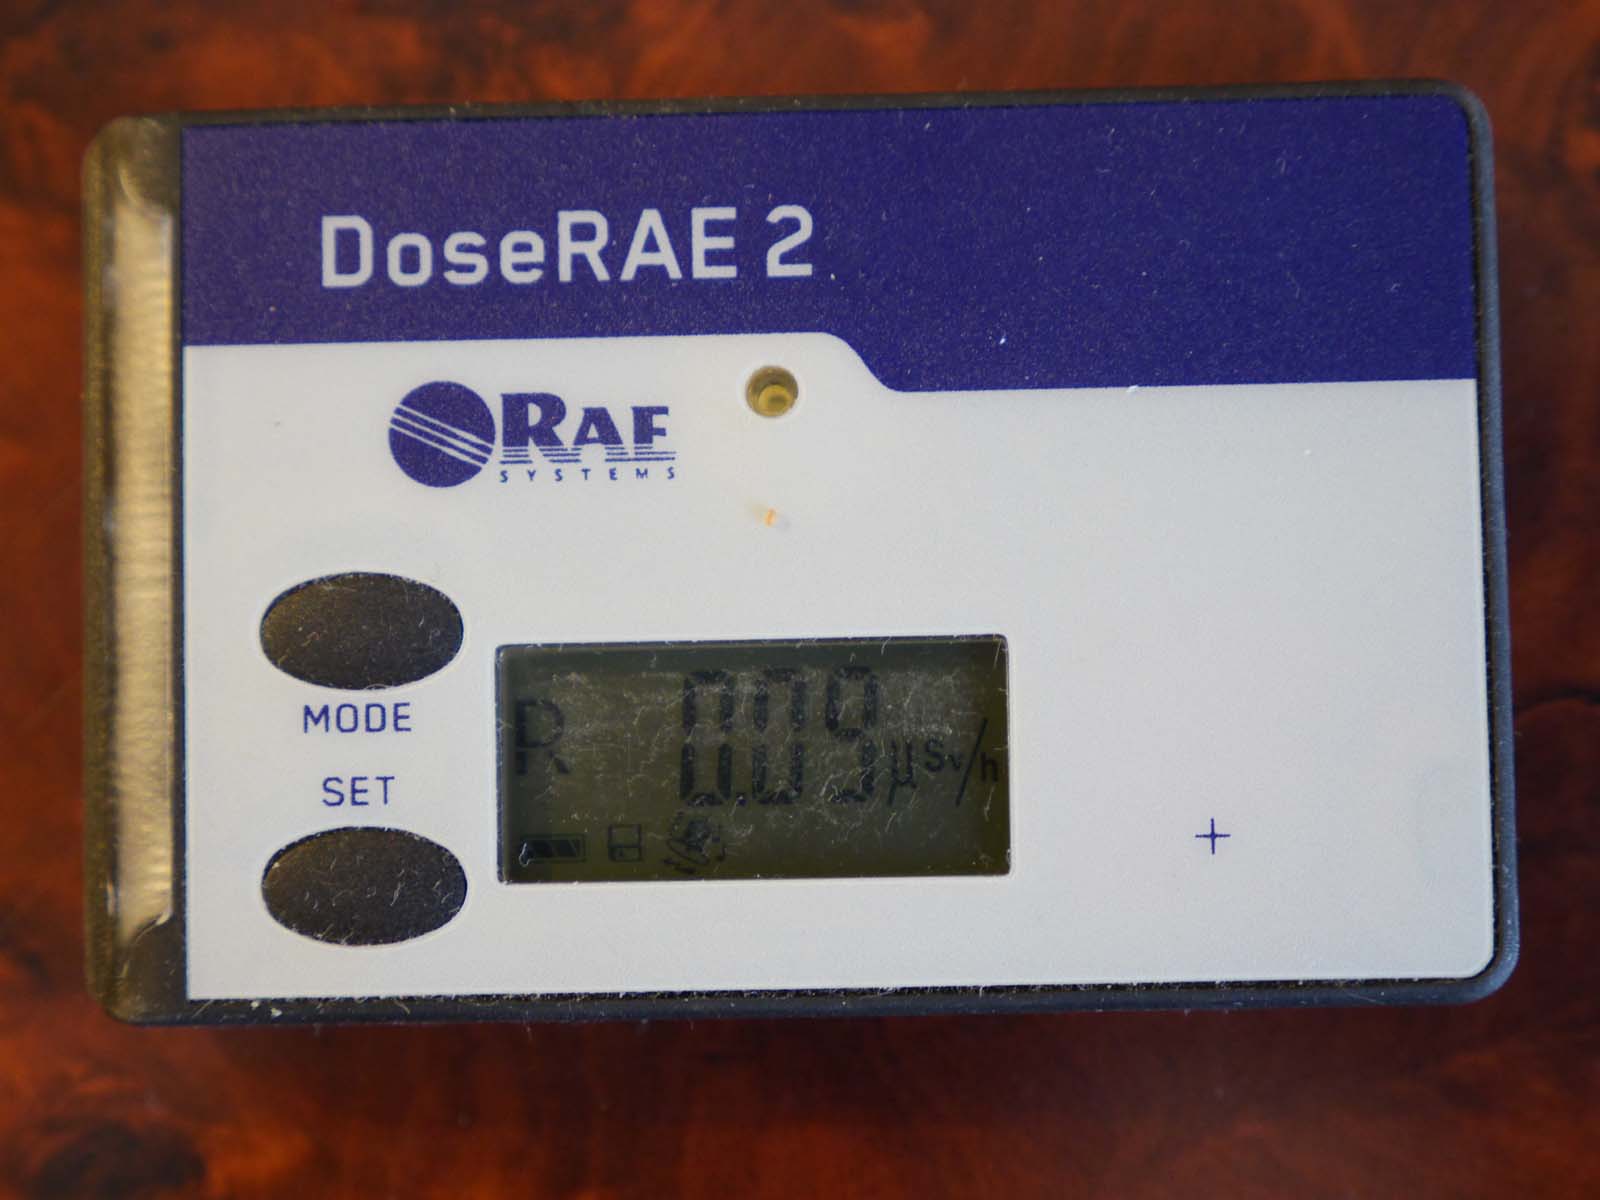 DoseRAE 2
RAE
SYSTEMS
MODE
SET
R 0.09 µSv/h